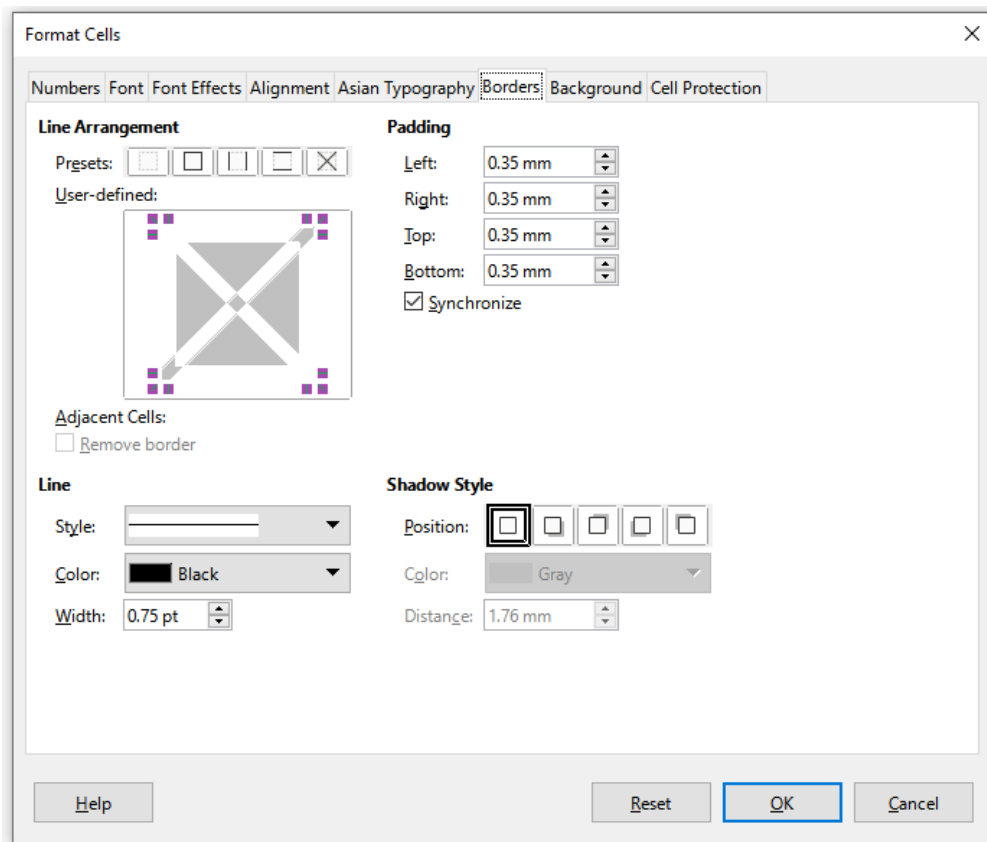 Format Cells
Numbers Font Font Effects Alignment Asian Typography Borders Background Cell Protection
Line Arrangement
Presets:
User-defined:
Adjacent Cells:
Remove border
Padding
Left: 0.35 mm
Right: 0.35 mm
Top: 0.35 mm
Bottom: 0.35 mm
Synchronize
Line
Style:
Color: Black
Width: 0.75 pt
Shadow Style
Position:
Color: Gray
Distance: 1.76 mm
Help Reset OK Cancel